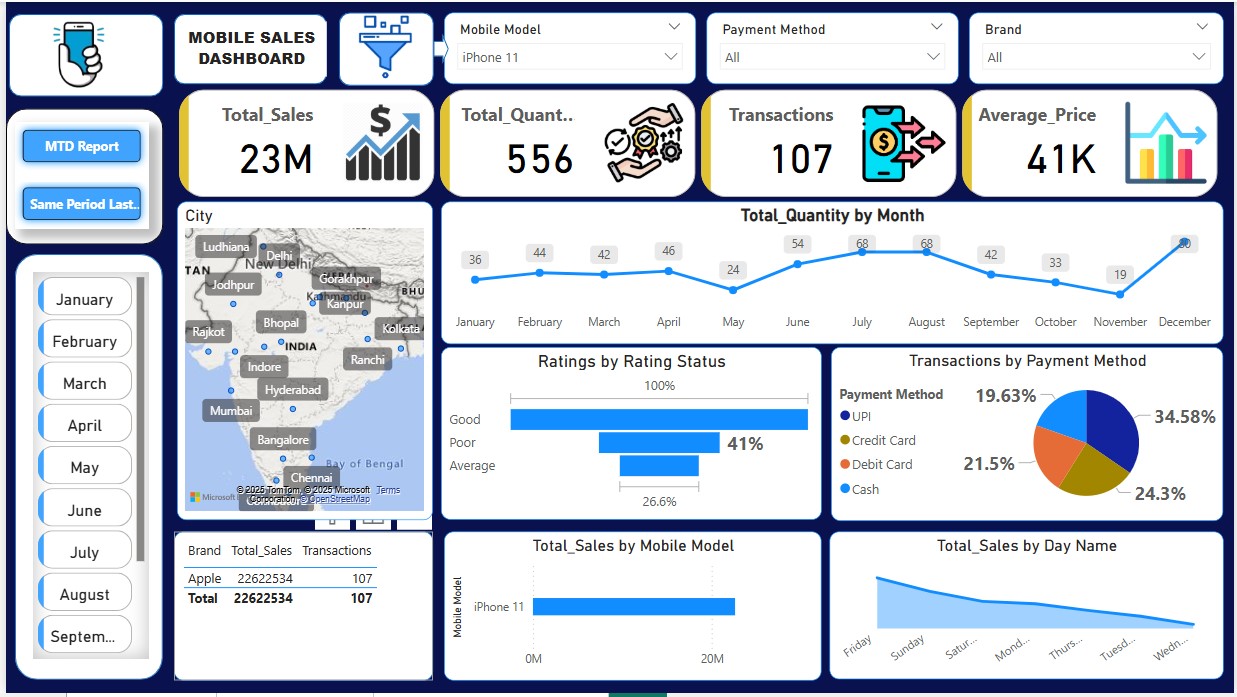 MOBILE SALES
DASHBOARD
Mobile Model
iPhone 11
Payment Method
All
Brand
All
MTD Report
Same Period Last..
Total_Sales
23M
Total_Quant..
556
Transactions
107
Average_Price
41K
January
February
March
April
May
June
July
August
Septem...
City
Ludhiana
Delhi
New Delhi
TAN
Jodhpur
Gorakhpur
Kathmandu
BHU
Kanpur
Rajkot
Bhopal
Kolkata
INDIA
Indore
Ranchi
Hyderabad
Mumbai
Bangalore
Bay of Bengal
Chennai
© 2025 TomTom, © 2025 Microsoft Terms
Corporation, © OpenStreetMap
Total_Quantity by Month
36
44
42
46
24
54
68
68
42
33
19
80
January
February
March
April
May
June
July
August
September
October
November
December
Ratings by Rating Status
100%
Good
Poor
41%
Average
26.6%
Transactions by Payment Method
Payment Method
UPI
Credit Card
Debit Card
Cash
19.63%
34.58%
21.5%
24.3%
Brand Total_Sales Transactions
Apple 22622534 107
Total 22622534 107
Total_Sales by Mobile Model
Mobile Model
iPhone 11
0M
20M
Total_Sales by Day Name
Friday
Sunday
Satur...
Mond...
Thurs...
Tuesd...
Wedn...